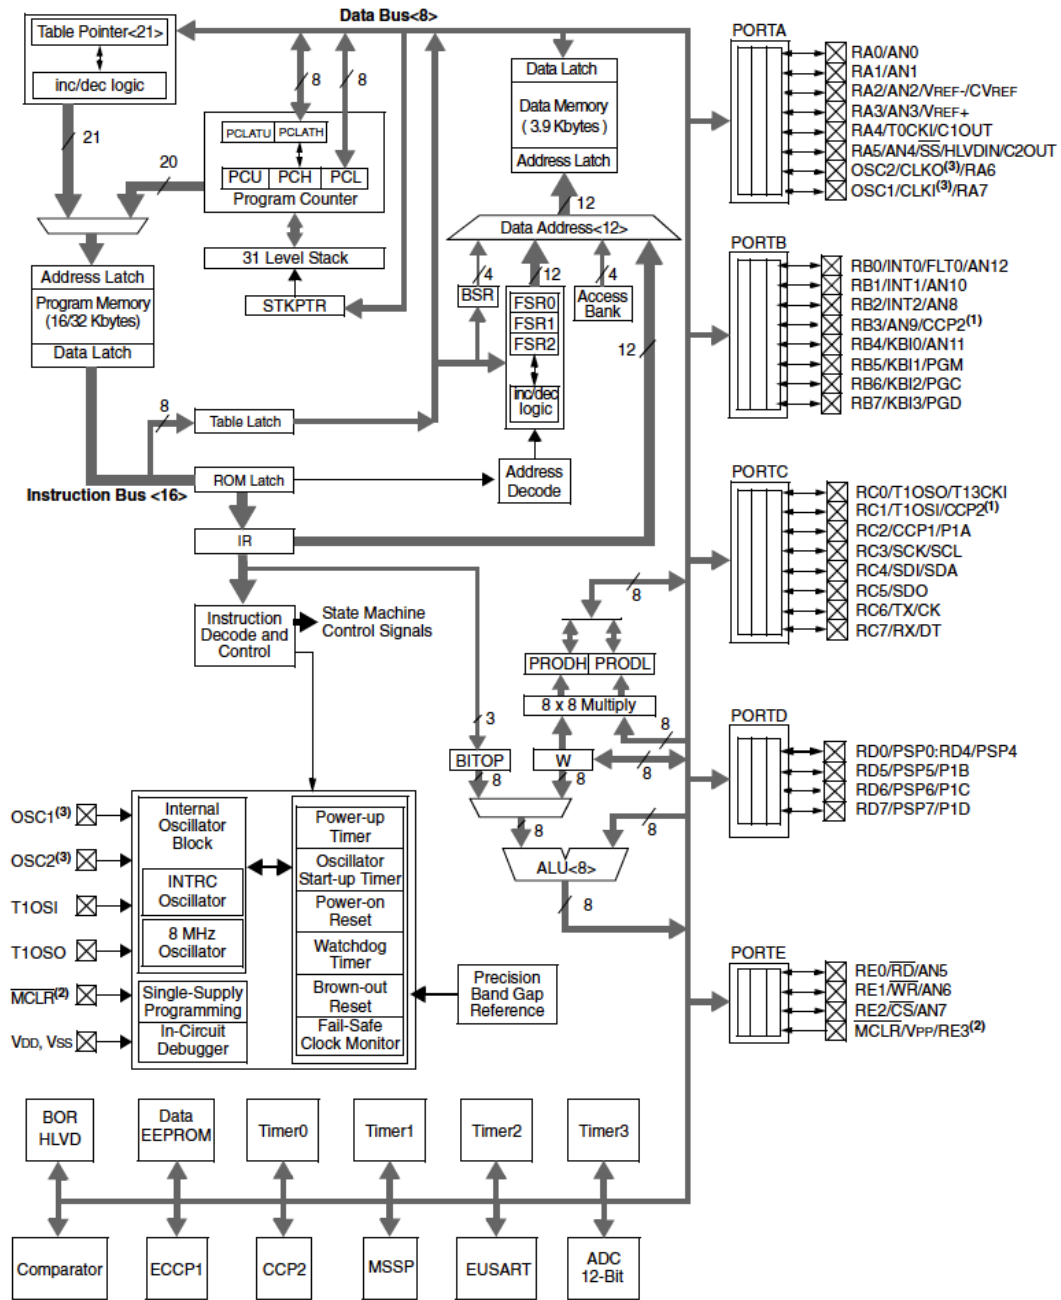 Data Bus<8>
Table Pointer<21>
inc/dec logic
21
20
8
8
PCLATU PCLATH
PCU PCH PCL
Program Counter
31 Level Stack
STKPTR
Address Latch
Program Memory
(16/32 Kbytes)
Data Latch
8
Table Latch
Instruction Bus <16>
ROM Latch
IR
Data Latch
Data Memory
( 3.9 Kbytes )
Address Latch
12
Data Address<12>
4
12
4
BSR
FSR0
FSR1
FSR2
Access
Bank
12
inc/dec
logic
Address
Decode
Instruction
Decode and
Control
State Machine
Control Signals
8
PRODH PRODL
8 x 8 Multiply
3
8
BITOP
W
8
8
8
8
8
ALU<8>
8
OSC1(3)
OSC2(3)
T1OSI
T1OSO
MCLR(2)
VDD, VSS
Internal
Oscillator
Block
INTRC
Oscillator
8 MHz
Oscillator
Single-Supply
Programming
In-Circuit
Debugger
Power-up
Timer
Oscillator
Start-up Timer
Power-on
Reset
Watchdog
Timer
Brown-out
Reset
Fail-Safe
Clock Monitor
Precision
Band Gap
Reference
PORTA
RA0/AN0
RA1/AN1
RA2/AN2/VREF-/CVREF
RA3/AN3/VREF+
RA4/T0CKI/C1OUT
RA5/AN4/SS/HLVDIN/C2OUT
OSC2/CLKO(3)/RA6
OSC1/CLKI(3)/RA7
PORTB
RB0/INT0/FLT0/AN12
RB1/INT1/AN10
RB2/INT2/AN8
RB3/AN9/CCP2(1)
RB4/KBI0/AN11
RB5/KBI1/PGM
RB6/KBI2/PGC
RB7/KBI3/PGD
PORTC
RC0/T1OSO/T13CKI
RC1/T1OSI/CCP2(1)
RC2/CCP1/P1A
RC3/SCK/SCL
RC4/SDI/SDA
RC5/SDO
RC6/TX/CK
RC7/RX/DT
PORTD
RD0/PSP0:RD4/PSP4
RD5/PSP5/P1B
RD6/PSP6/P1C
RD7/PSP7/P1D
PORTE
RE0/RD/AN5
RE1/WR/AN6
RE2/CS/AN7
MCLR/VPP/RE3(2)
BOR
HLVD
Data
EEPROM
Timer0
Timer1
Timer2
Timer3
Comparator
ECCP1
CCP2
MSSP
EUSART
ADC
12-Bit